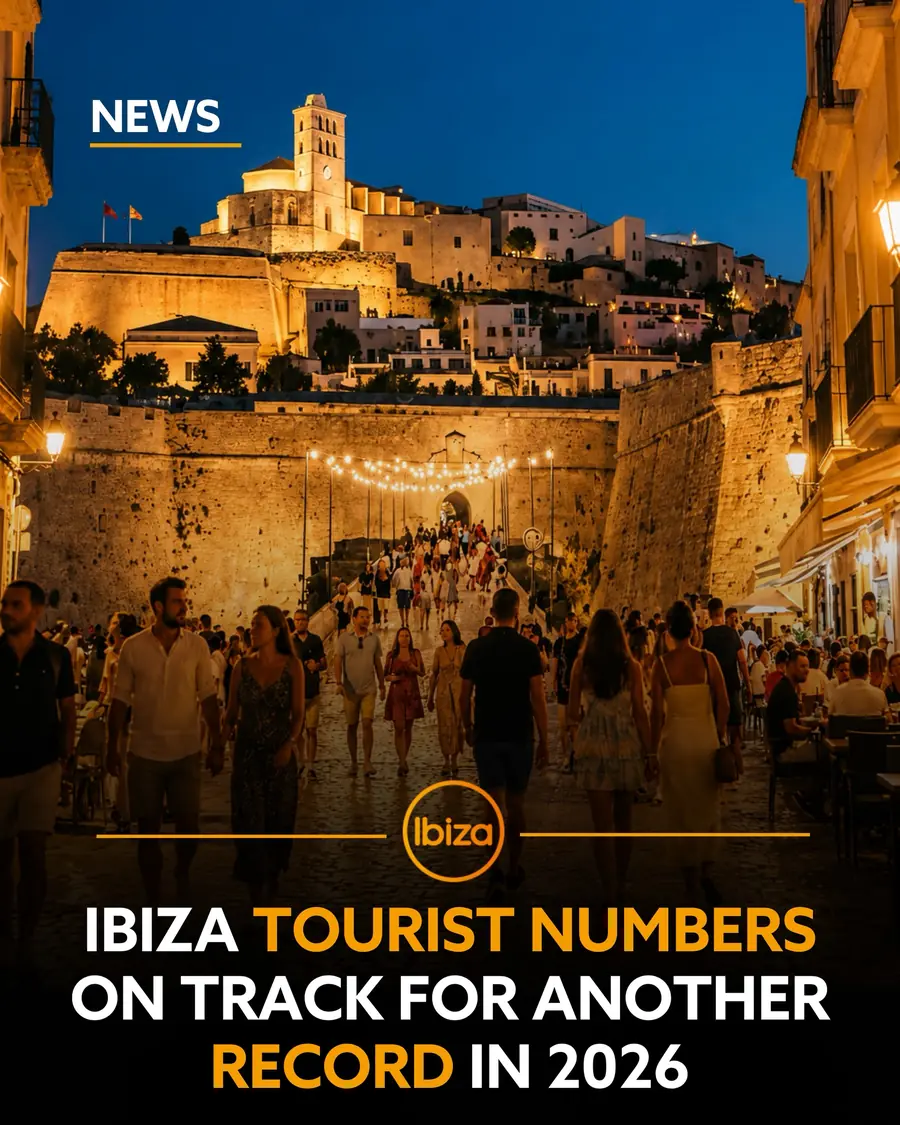 NEWS
Ibiza
IBIZA TOURIST NUMBERS
ON TRACK FOR ANOTHER
RECORD IN 2026